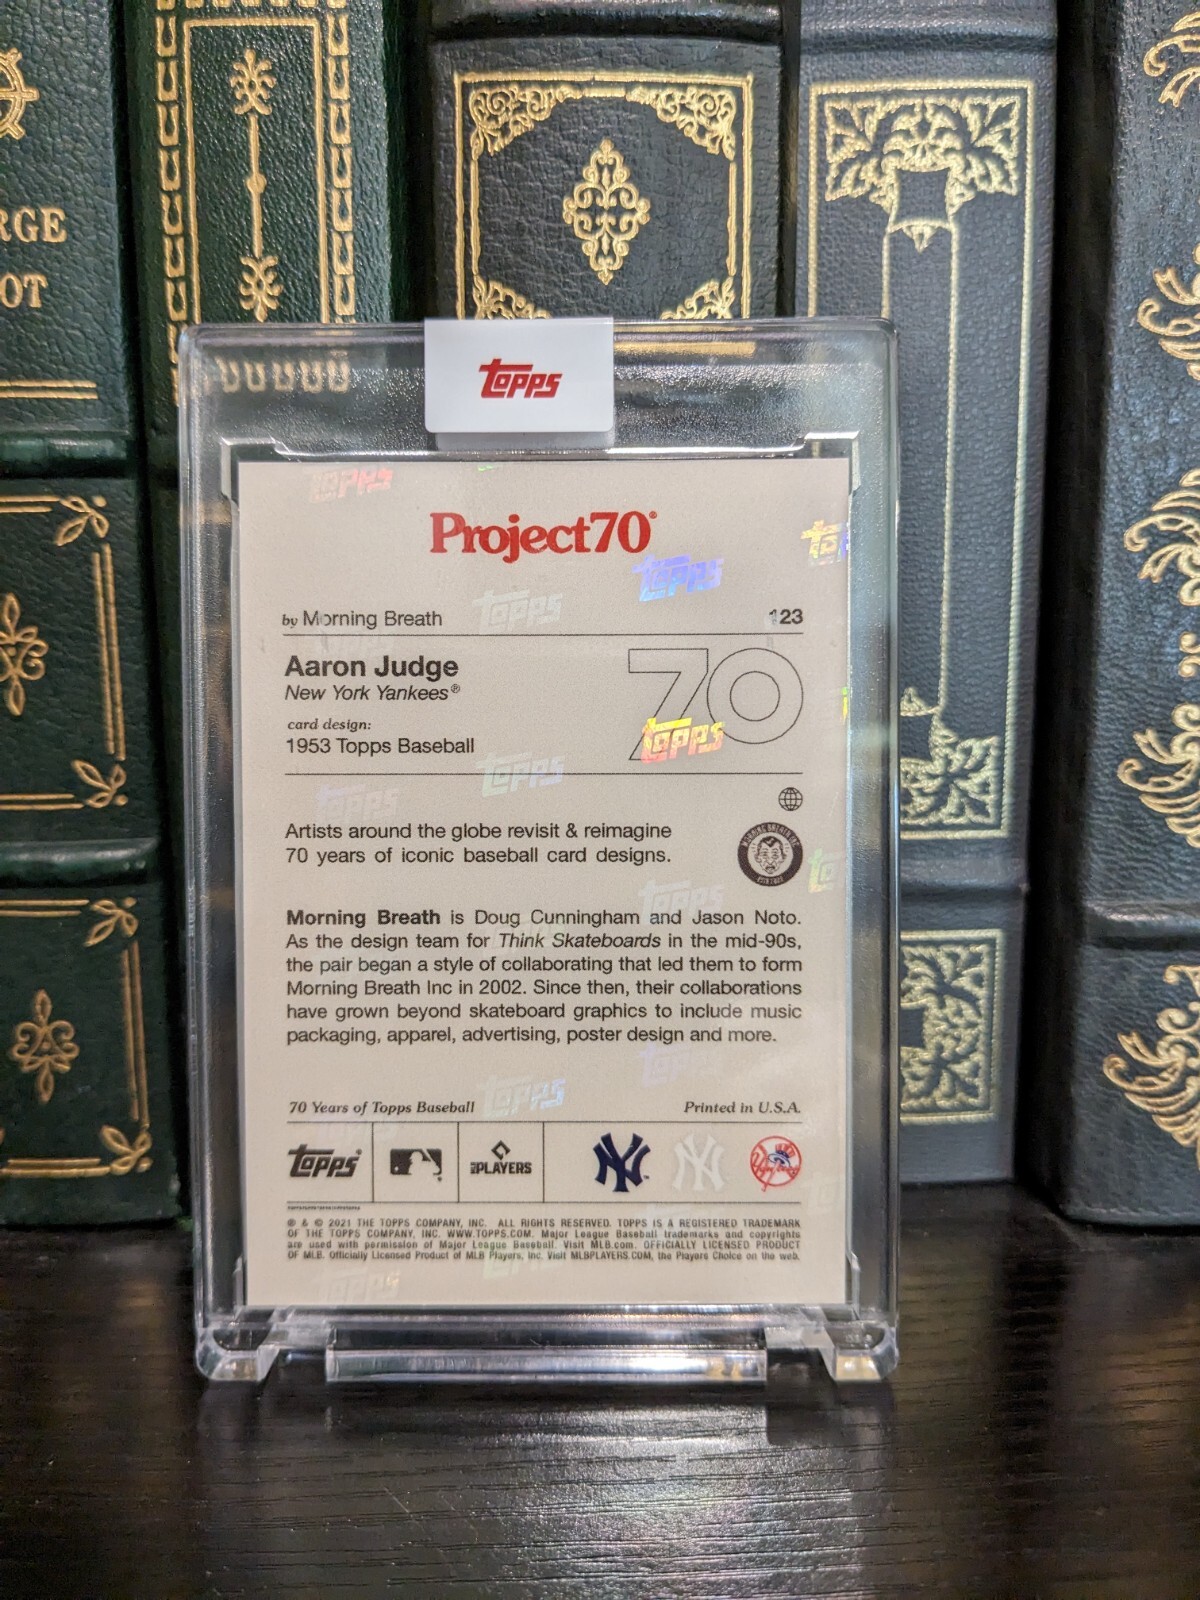 RGE
OT
Topps
Project70®
by Morning Breath 123
Aaron Judge
New York Yankees®
card design:
1953 Topps Baseball
70
Artists around the globe revisit & reimagine
70 years of iconic baseball card designs.
Morning Breath is Doug Cunningham and Jason Noto.
As the design team for Think Skateboards in the mid-90s,
the pair began a style of collaborating that led them to form
Morning Breath Inc in 2002. Since then, their collaborations
have grown beyond skateboard graphics to include music
packaging, apparel, advertising, poster design and more.
70 Years of Topps Baseball Printed in U.S.A.
Topps PLAYERS NY NY
® & © 2021 THE TOPPS COMPANY, INC. ALL RIGHTS RESERVED. TOPPS IS A REGISTERED TRADEMARK
OF THE TOPPS COMPANY, INC. WWW.TOPPS.COM. Major League Baseball trademarks and copyrights
are used with permission of Major League Baseball. Visit MLB.com. OFFICIALLY LICENSED PRODUCT
OF MLB. Officially Licensed Product of MLB Players, Inc. Visit MLBPLAYERS.COM, the Players Choice on the web.